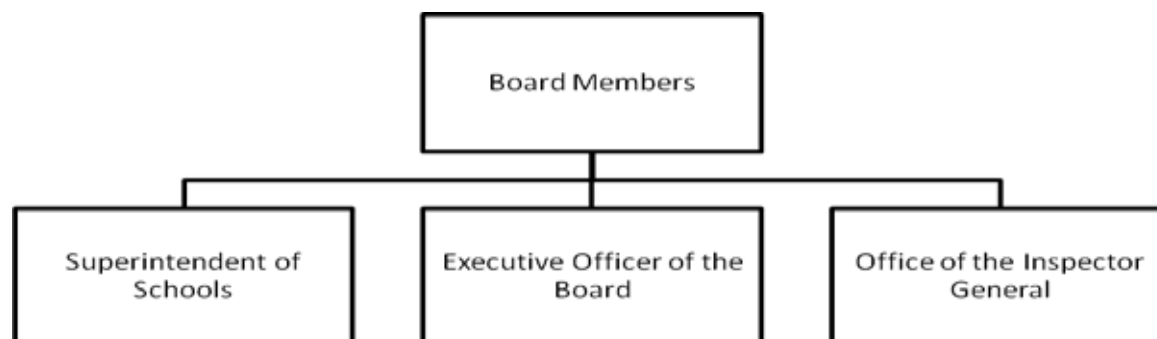 Board Members
Superintendent of
Schools
Executive Officer of the
Board
Office of the Inspector
General